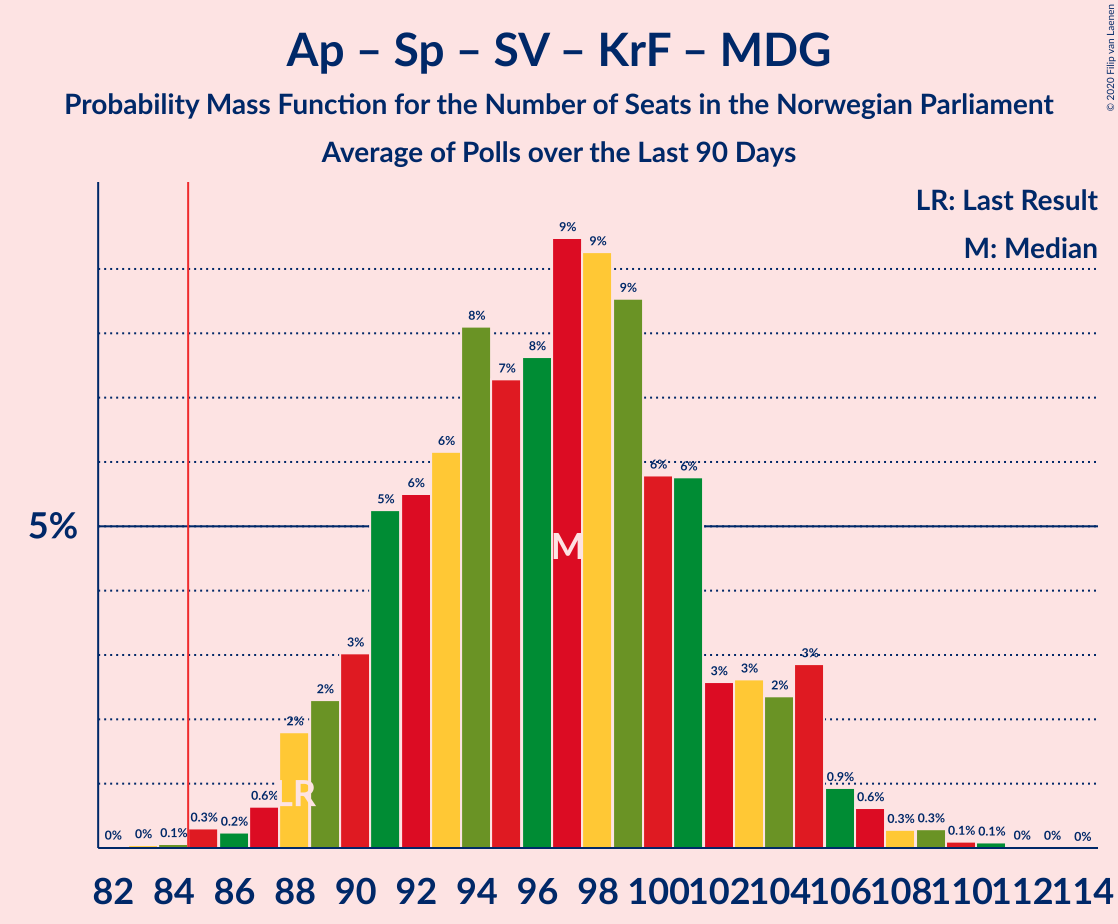 Ap – Sp – SV – KrF – MDG
Probability Mass Function for the Number of Seats in the Norwegian Parliament
Average of Polls over the Last 90 Days
© 2020 Filip van Laenen
LR: Last Result
M: Median
5%
0% 0% 0.1% 0.3% 0.2% 0.6% 2% 2% 3% 5% 6% 6% 8% 7% 8% 9% 9% 9% 6% 6% 3% 3% 2% 3% 0.9% 0.6% 0.3% 0.3% 0.1% 0.1% 0% 0% 0%
LR
M
82 84 86 88 90 92 94 96 98 100 102 104 106 108 110 112 114